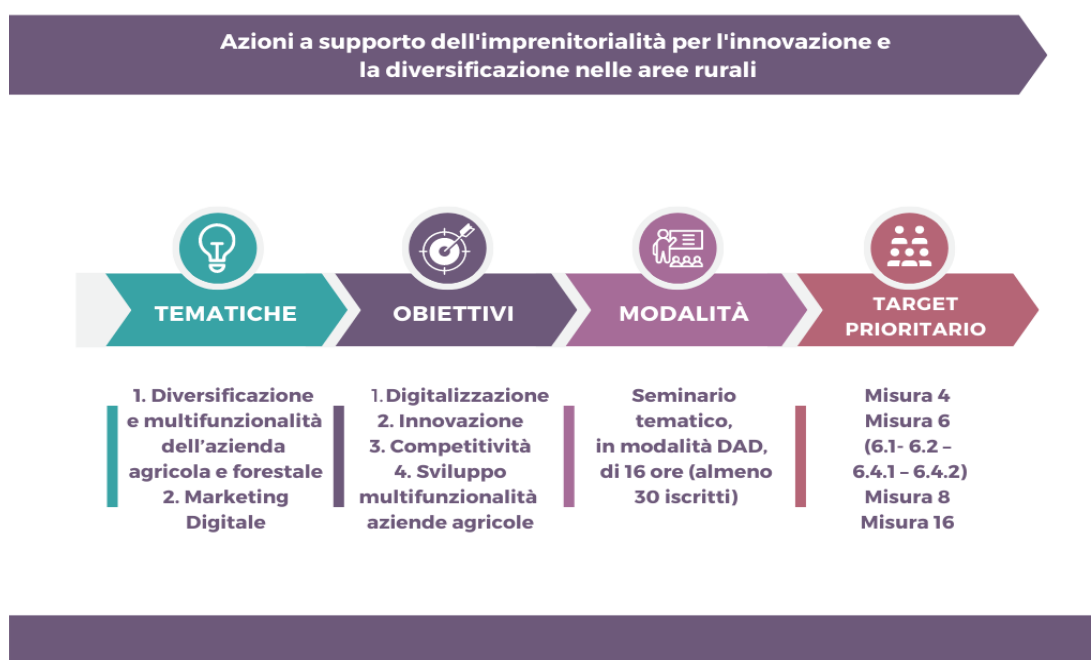 Azioni a supporto dell'imprenitorialità per l'innovazione e
la diversificazione nelle aree rurali
TEMATICHE
OBIETTIVI
MODALITÀ
TARGET
PRIORITARIO
1. Diversificazione
e multifunzionalità
dell’azienda
agricola e forestale
2. Marketing
Digitale
1. Digitalizzazione
2. Innovazione
3. Competitività
4. Sviluppo
multifunzionalità
aziende agricole
Seminario
tematico,
in modalità DAD,
di 16 ore (almeno
30 iscritti)
Misura 4
Misura 6
(6.1- 6.2 –
6.4.1 – 6.4.2)
Misura 8
Misura 16